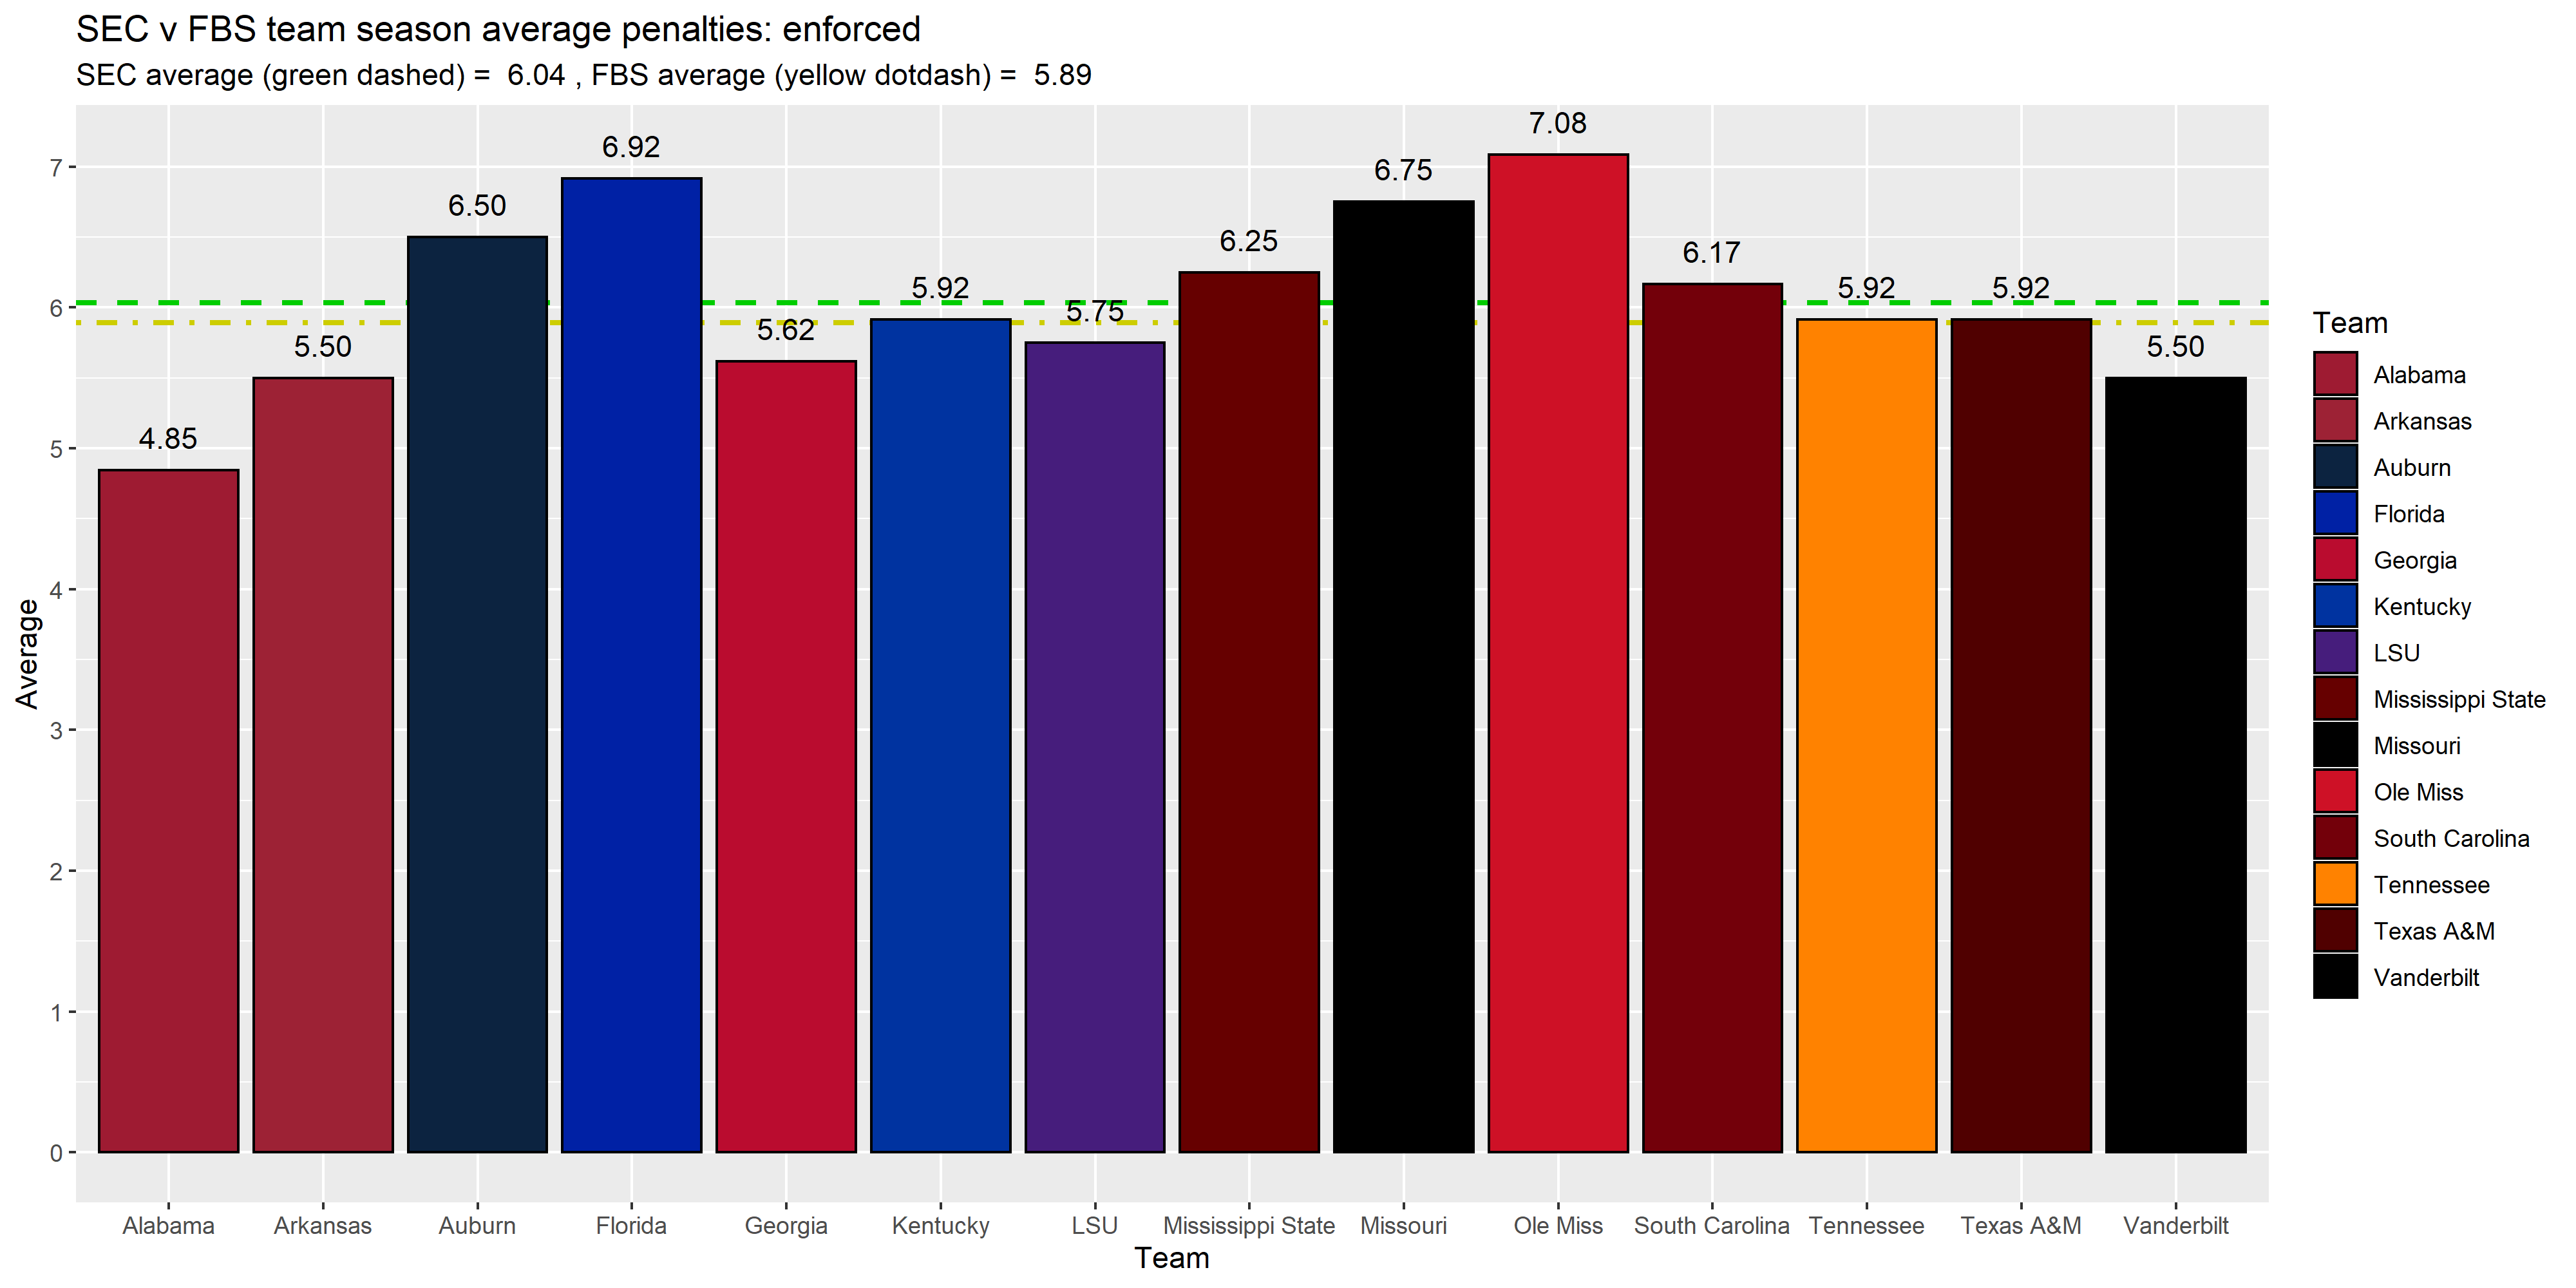 SEC v FBS team season average penalties: enforced
SEC average (green dashed) =  6.04 , FBS average (yellow dotdash) =  5.89
Average
7
6
5
4
3
2
1
0
4.85
5.50
6.50
6.92
5.62
5.92
5.75
6.25
6.75
7.08
6.17
5.92
5.92
5.50
Alabama
Arkansas
Auburn
Florida
Georgia
Kentucky
LSU
Mississippi State
Missouri
Ole Miss
South Carolina
Tennessee
Texas A&M
Vanderbilt
Team
Team
Alabama
Arkansas
Auburn
Florida
Georgia
Kentucky
LSU
Mississippi State
Missouri
Ole Miss
South Carolina
Tennessee
Texas A&M
Vanderbilt